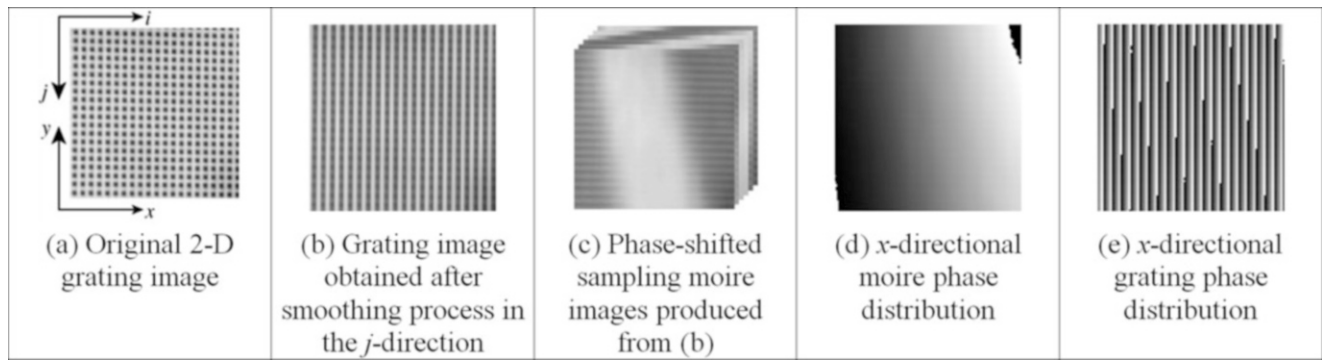 i
j
y
x
(a) Original 2-D
grating image
(b) Grating image
obtained after
smoothing process in
the j-direction
(c) Phase-shifted
sampling moire
images produced
from (b)
(d) x-directional
moire phase
distribution
(e) x-directional
grating phase
distribution